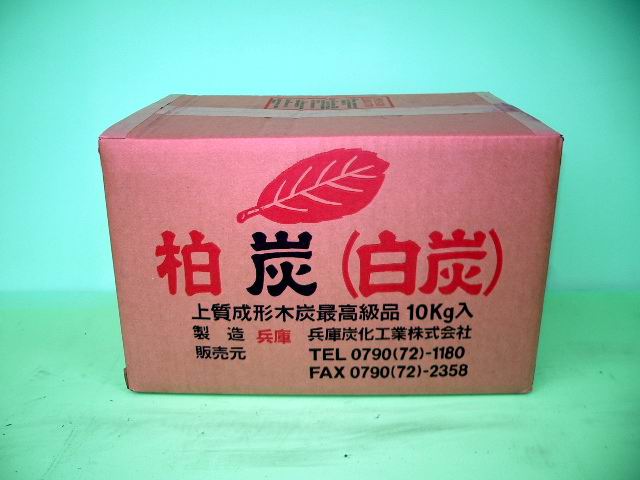 柏炭(白炭)
上質成形木炭最高級品 10Kg入
製造 兵庫 兵庫炭化工業株式会社
販売元 TEL 0790(72)-1180
FAX 0790(72)-2358